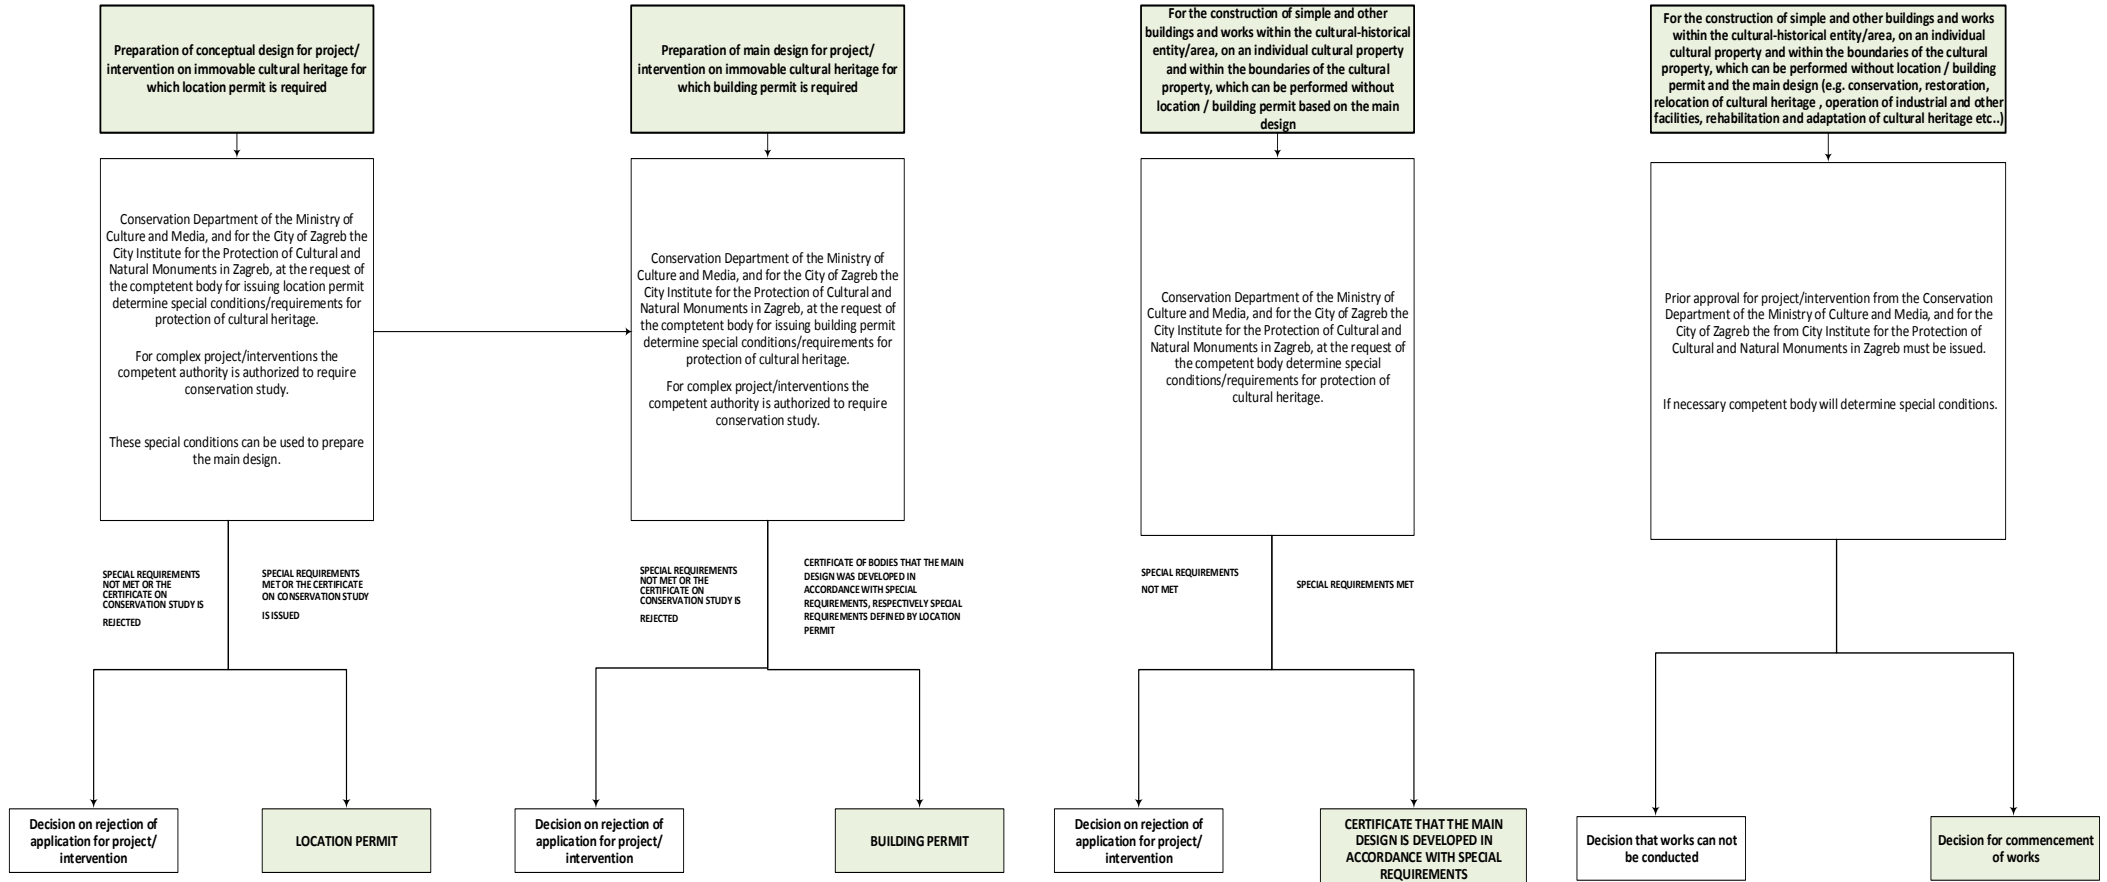 Preparation of conceptual design for project/
intervention on immovable cultural heritage for
which location permit is required
Conservation Department of the Ministry of
Culture and Media, and for the City of Zagreb the
City Institute for the Protection of Cultural and
Natural Monuments in Zagreb, at the request of
the comptetent body for issuing location permit
determine special conditions/requirements for
protection of cultural heritage.
For complex project/interventions the
competent authority is authorized to require
conservation study.
These special conditions can be used to prepare
the main design.
SPECIAL REQUIREMENTS
NOT MET OR THE
CERTIFICATE ON
CONSERVATION STUDY IS
REJECTED
SPECIAL REQUIREMENTS
MET OR THE CERTIFICATE
ON CONSERVATION STUDY
IS ISSUED
Decision on rejection of
application for project/
intervention
LOCATION PERMIT
Preparation of main design for project/
intervention on immovable cultural heritage for
which building permit is required
Conservation Department of the Ministry of
Culture and Media, and for the City of Zagreb the
City Institute for the Protection of Cultural and
Natural Monuments in Zagreb, at the request of
the comptetent body for issuing building permit
determine special conditions/requirements for
protection of cultural heritage.
For complex project/interventions the
competent authority is authorized to require
conservation study.
SPECIAL REQUIREMENTS
NOT MET OR THE
CERTIFICATE ON
CONSERVATION STUDY IS
REJECTED
CERTIFICATE OF BODIES THAT THE MAIN
DESIGN WAS DEVELOPED IN
ACCORDANCE WITH SPECIAL
REQUIREMENTS, RESPECTIVELY SPECIAL
REQUIREMENTS DEFINED BY LOCATION
PERMIT
Decision on rejection of
application for project/
intervention
BUILDING PERMIT
For the construction of simple and other
buildings and works within the cultural-historical
entity/area, on an individual cultural property
and within the boundaries of the cultural
property, which can be performed without
location / building permit based on the main
design
Conservation Department of the Ministry of
Culture and Media, and for the City of Zagreb the
City Institute for the Protection of Cultural and
Natural Monuments in Zagreb, at the request of
the competent body determine special
conditions/requirements for protection of
cultural heritage.
SPECIAL REQUIREMENTS
NOT MET
SPECIAL REQUIREMENTS MET
Decision on rejection of
application for project/
intervention
CERTIFICATE THAT THE MAIN
DESIGN IS DEVELOPED IN
ACCORDANCE WITH SPECIAL
REQUIREMENTS
For the construction of simple and other buildings and works
within the cultural-historical entity/area, on an individual
cultural property and within the boundaries of the cultural
property, which can be performed without location / building
permit and the main design (e.g. conservation, restoration,
relocation of cultural heritage , operation of industrial and other
facilities, rehabilitation and adaptation of cultural heritage etc..)
Prior approval for project/intervention from the Conservation
Department of the Ministry of Culture and Media, and for the
City of Zagreb the from City Institute for the Protection of
Cultural and Natural Monuments in Zagreb must be issued.
If necessary competent body will determine special conditions.
Decision that works can not
be conducted
Decision for commencement
of works